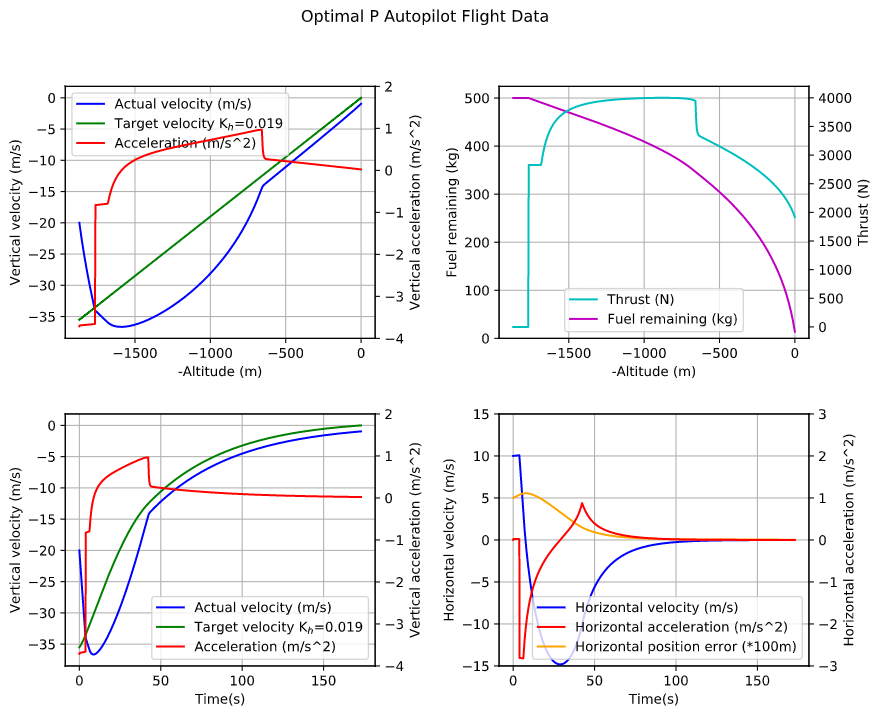 Optimal P Autopilot Flight Data
Vertical velocity (m/s)
0
−5
−10
−15
−20
−25
−30
−35
Actual velocity (m/s)
Target velocity Kₕ=0.019
Acceleration (m/s^2)
2
1
0
−1
−2
−3
−4
Vertical acceleration (m/s^2)
−1500 −1000 −500 0
-Altitude (m)
Fuel remaining (kg)
500
400
300
200
100
0
Thrust (N)
Fuel remaining (kg)
4000
3500
3000
2500
2000
1500
1000
500
0
Thrust (N)
−1500 −1000 −500 0
-Altitude (m)
Vertical velocity (m/s)
0
−5
−10
−15
−20
−25
−30
−35
Actual velocity (m/s)
Target velocity Kₕ=0.019
Acceleration (m/s^2)
2
1
0
−1
−2
−3
−4
Vertical acceleration (m/s^2)
0 50 100 150
Time(s)
Horizontal velocity (m/s)
15
10
5
0
−5
−10
−15
Horizontal velocity (m/s)
Horizontal acceleration (m/s^2)
Horizontal position error (*100m)
3
2
1
0
−1
−2
−3
Horizontal acceleration (m/s^2)
0 50 100 150
Time(s)